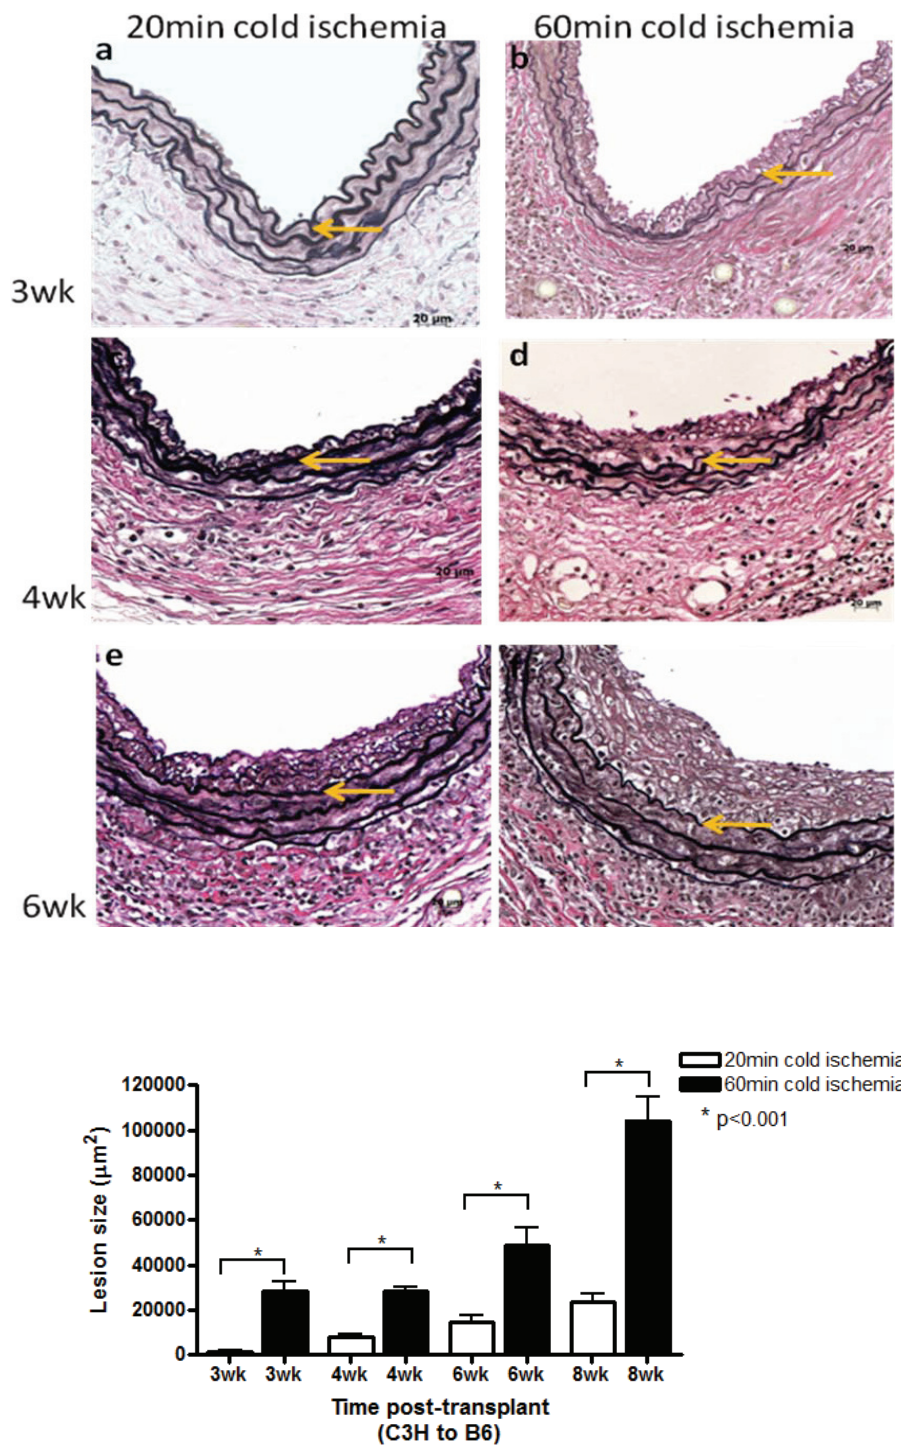 20min cold ischemia
60min cold ischemia
a
b
3wk
20 µm
20 µm
c
d
4wk
20 µm
20 µm
e
f
6wk
20 µm
20min cold ischemia
60min cold ischemia
* p<0.001
Lesion size (µm²)
120000
100000
80000
60000
40000
20000
0
*
*
*
*
3wk 3wk 4wk 4wk 6wk 6wk 8wk 8wk
Time post-transplant
(C3H to B6)